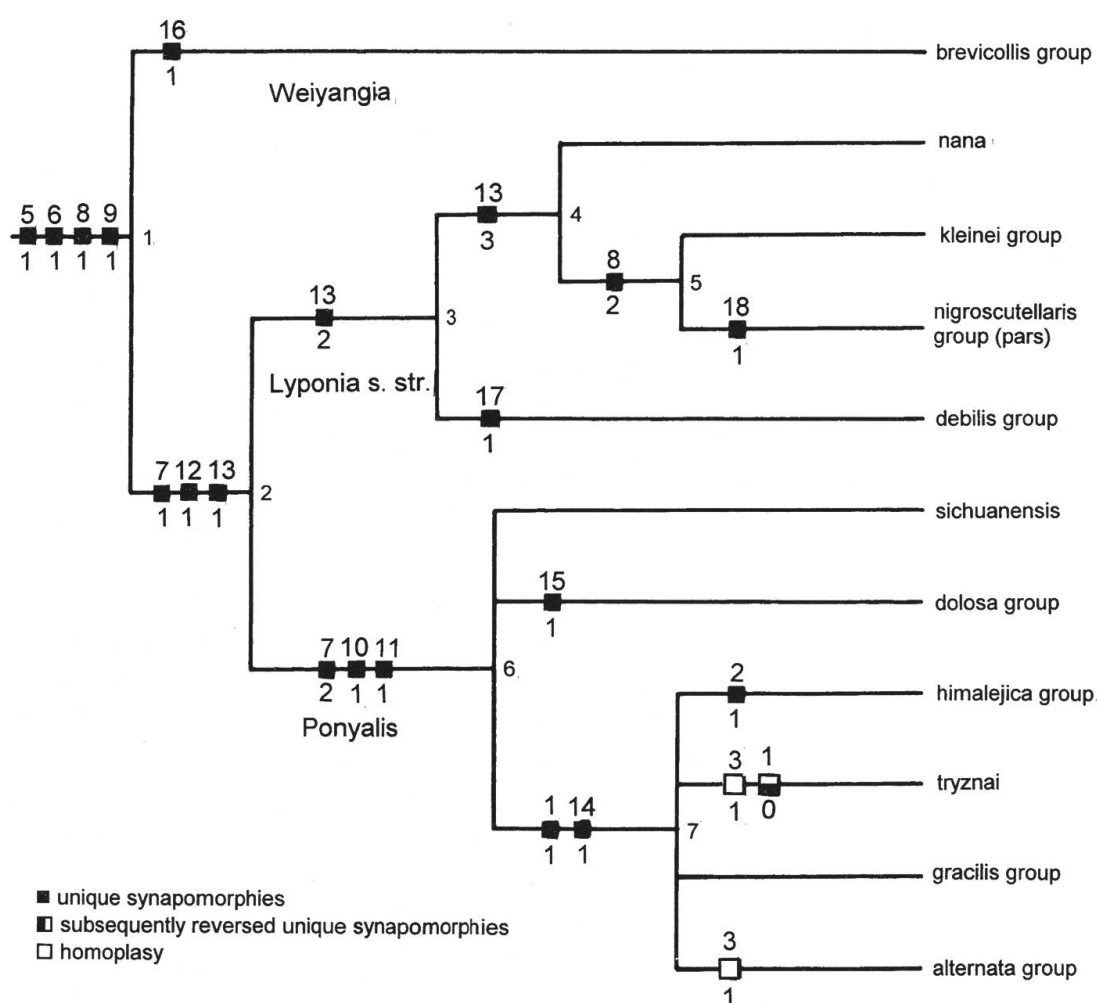 16
1
brevicollis group
Weiyangia
nana
13
3
4
5 6 8 9
1 1 1 1
1
kleinei group
8
2
5
18
1
nigroscutellaris
group (pars)
13
2
3
Lyponia s. str.
17
1
debilis group
7 12 13
1 1 1
2
sichuanensis
15
1
dolosa group
7 10 11
2 1 1
6
Ponyalis
2
1
himalejica group
3 1
1 0
tryznai
1 14
1 1
7
gracilis group
unique synapomorphies
subsequently reversed unique synapomorphies
homoplasy
3
1
alternata group